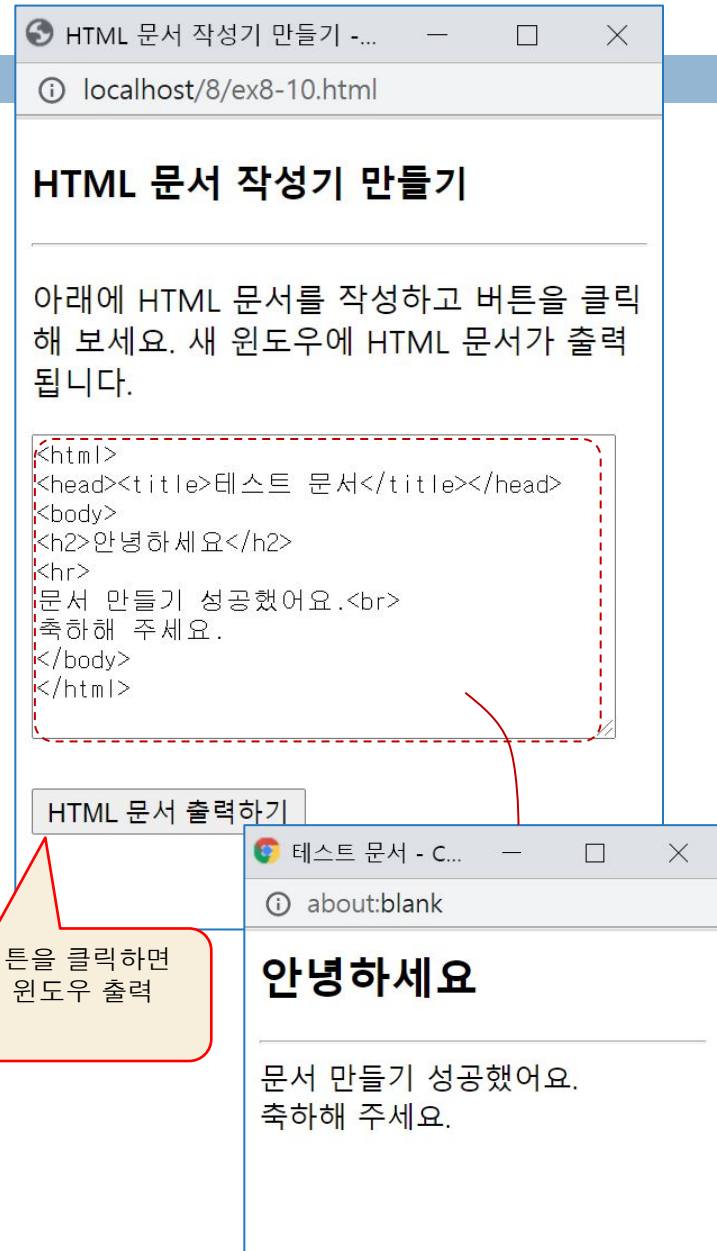 HTML 문서 작성기 만들기 -...
localhost/8/ex8-10.html
HTML 문서 작성기 만들기
아래에 HTML 문서를 작성하고 버튼을 클릭
해 보세요. 새 윈도우에 HTML 문서가 출력
됩니다.
<html>
<head><title>테스트 문서</title></head>
<body>
<h2>안녕하세요</h2>
<hr>
문서 만들기 성공했어요.<br>
축하해 주세요.
</body>
</html>
HTML 문서 출력하기
튼을 클릭하면
윈도우 출력
테스트 문서 - C...
about:blank
안녕하세요
문서 만들기 성공했어요.
축하해 주세요.